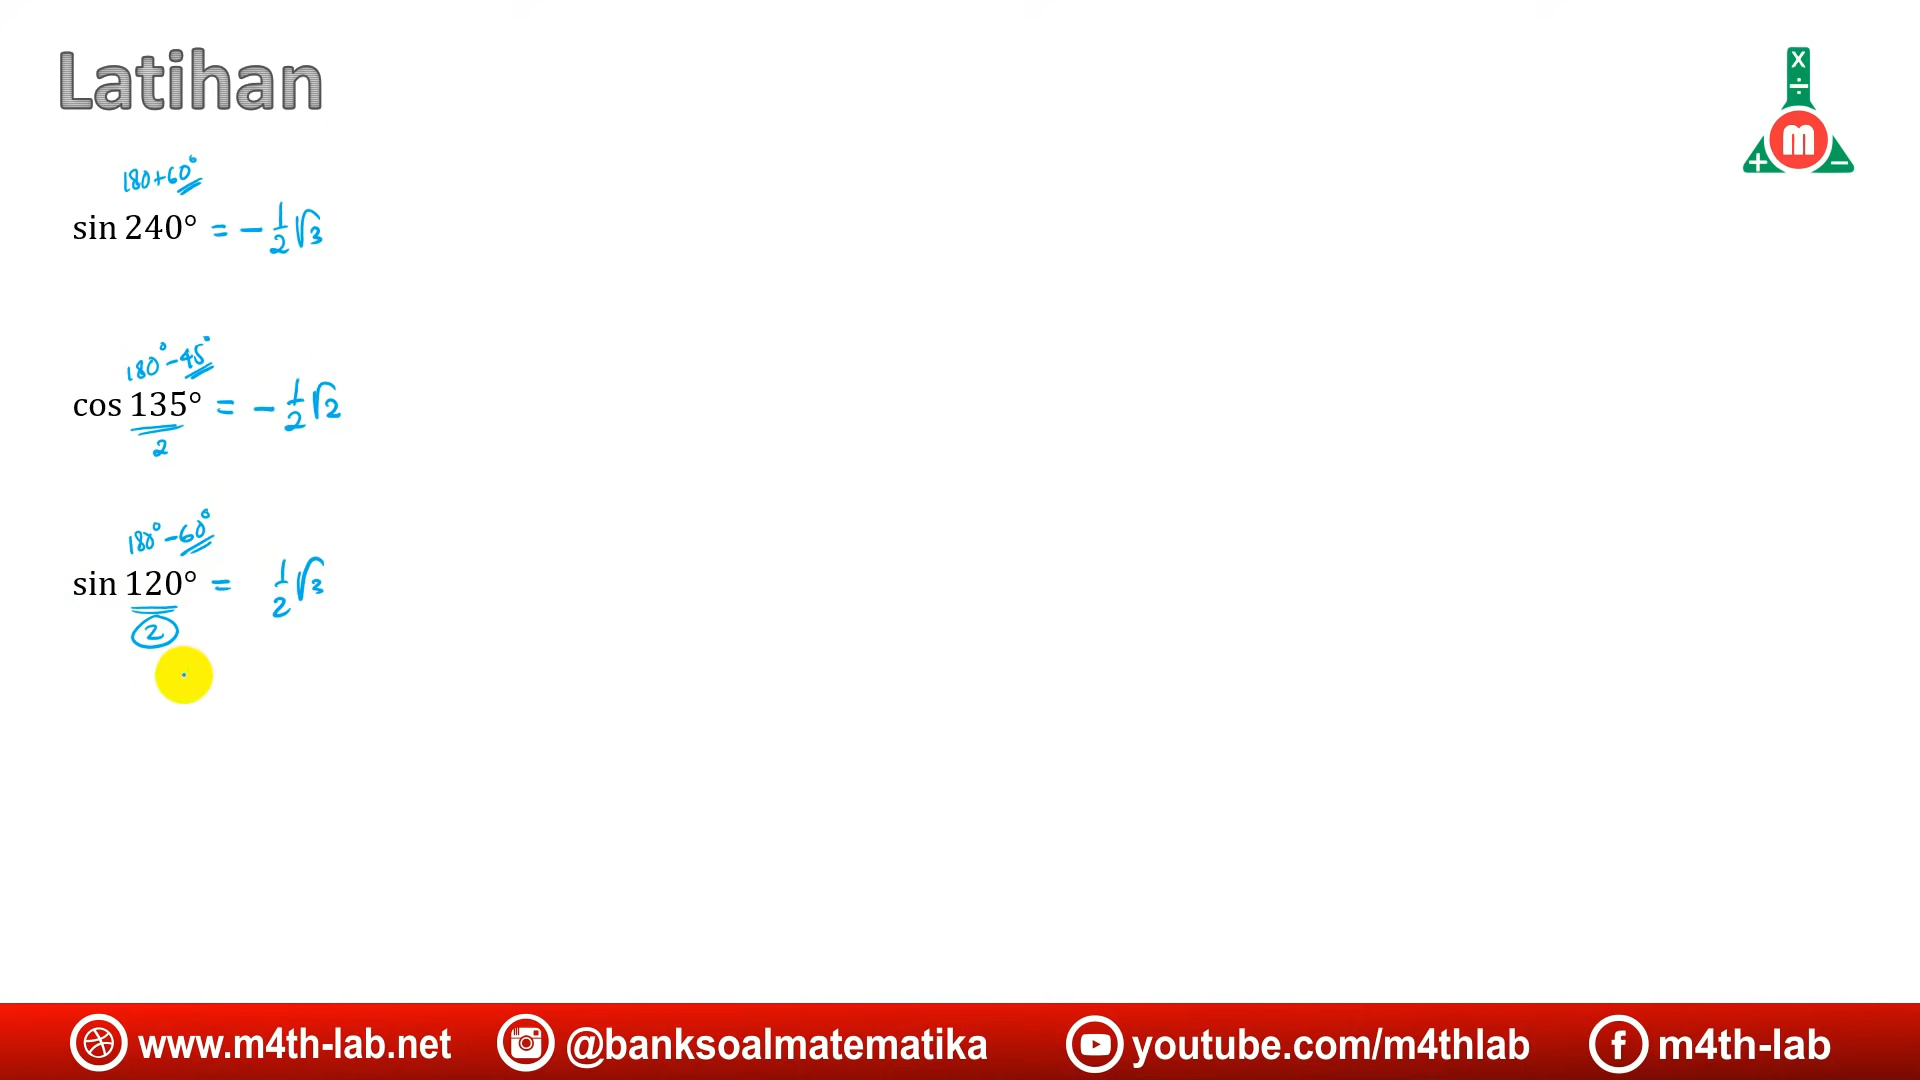 Latihan
180+60°
sin 240° = -1/2 √3
180°-45°
cos 135° = -1/2 √2
2
180°-60°
sin 120° = 1/2 √3
2
X
÷
m
+ −
www.m4th-lab.net @banksoalmatematika youtube.com/m4thlab f m4th-lab